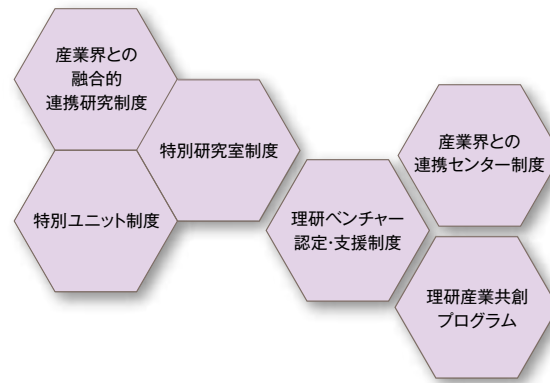 産業界との
融合的
連携研究制度
特別研究室制度
特別ユニット制度
産業界との
連携センター制度
理研ベンチャー
認定・支援制度
理研産業共創
プログラム